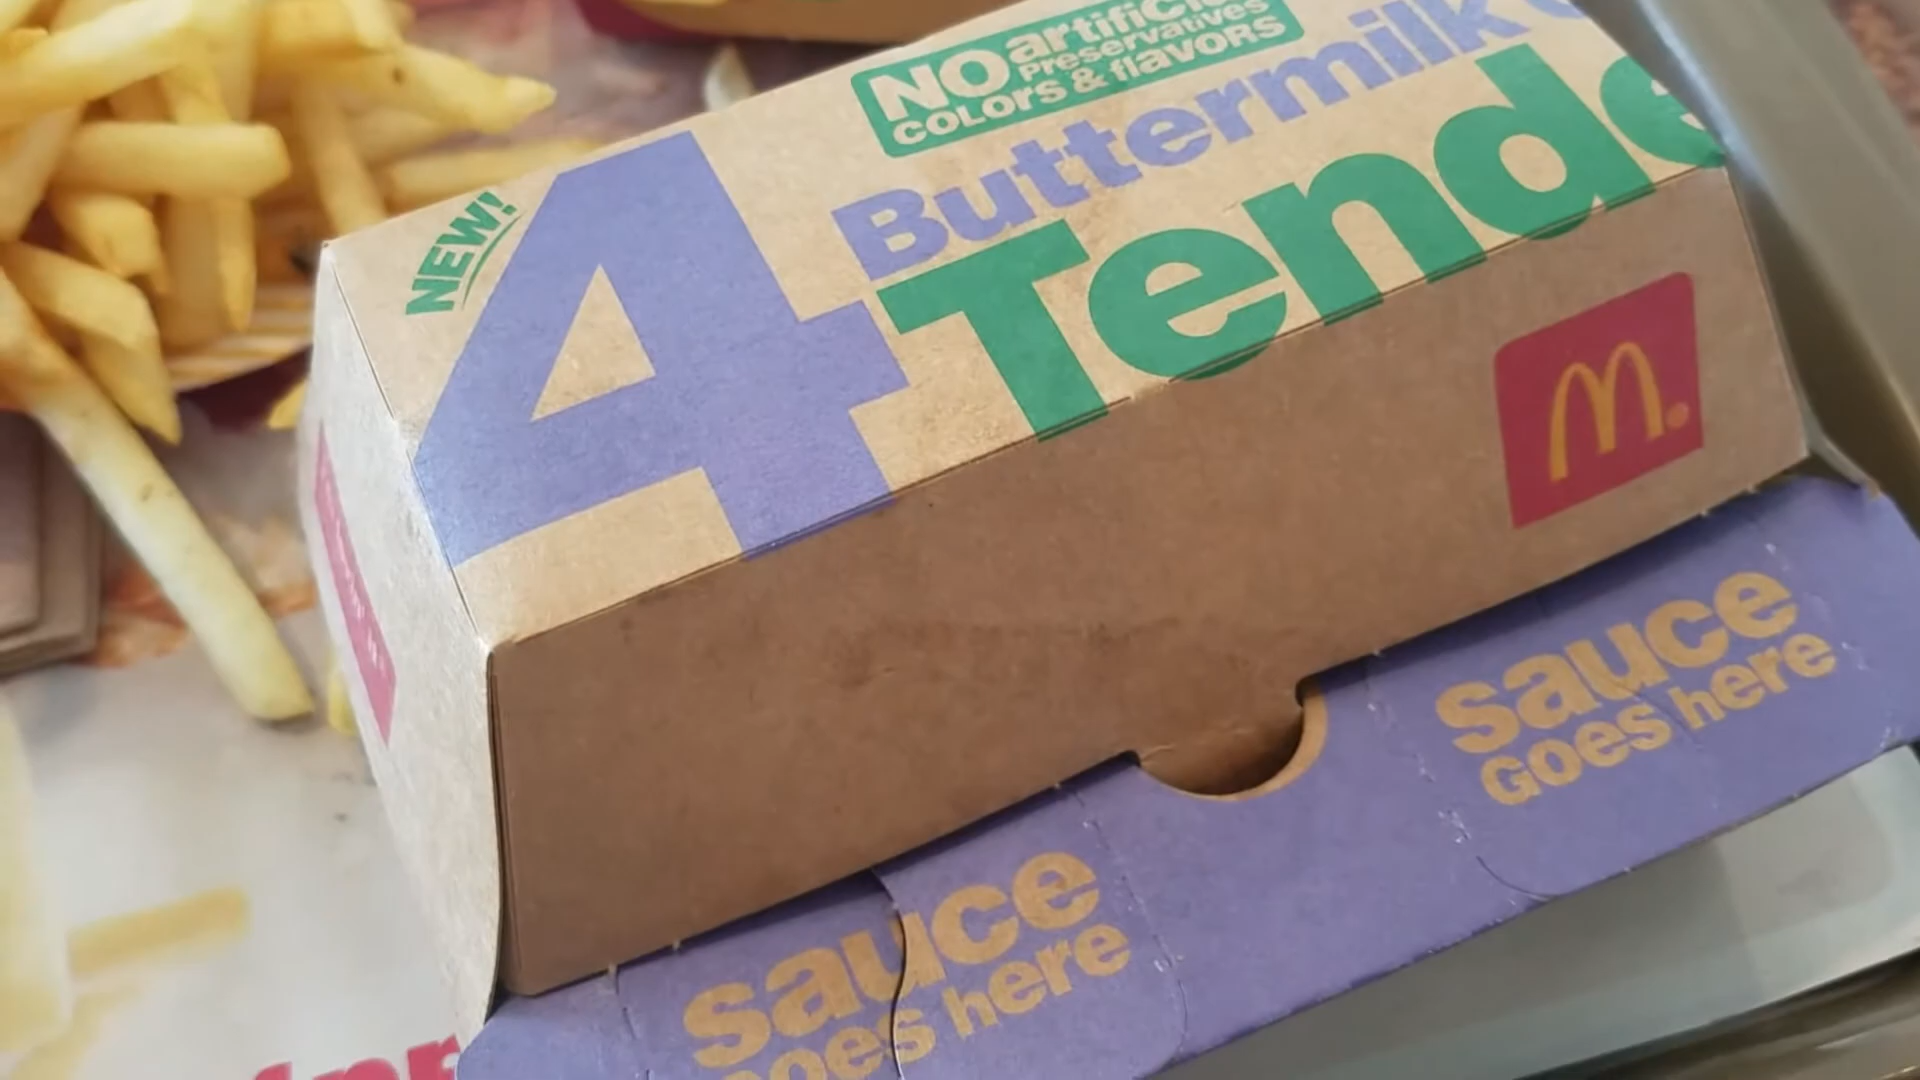 NO artificial
Preservatives
COLORS & flavors
NEW!
4
Buttermilk
Tende
M
sauce
GOES here
sauce
GOES here